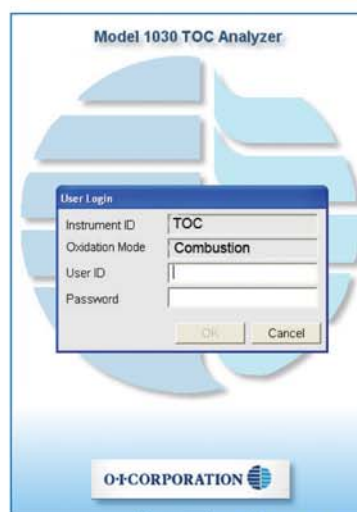 Model 1030 TOC Analyzer
User Login
Instrument ID TOC
Oxidation Mode Combustion
User ID
Password
OK Cancel
O·I·CORPORATION